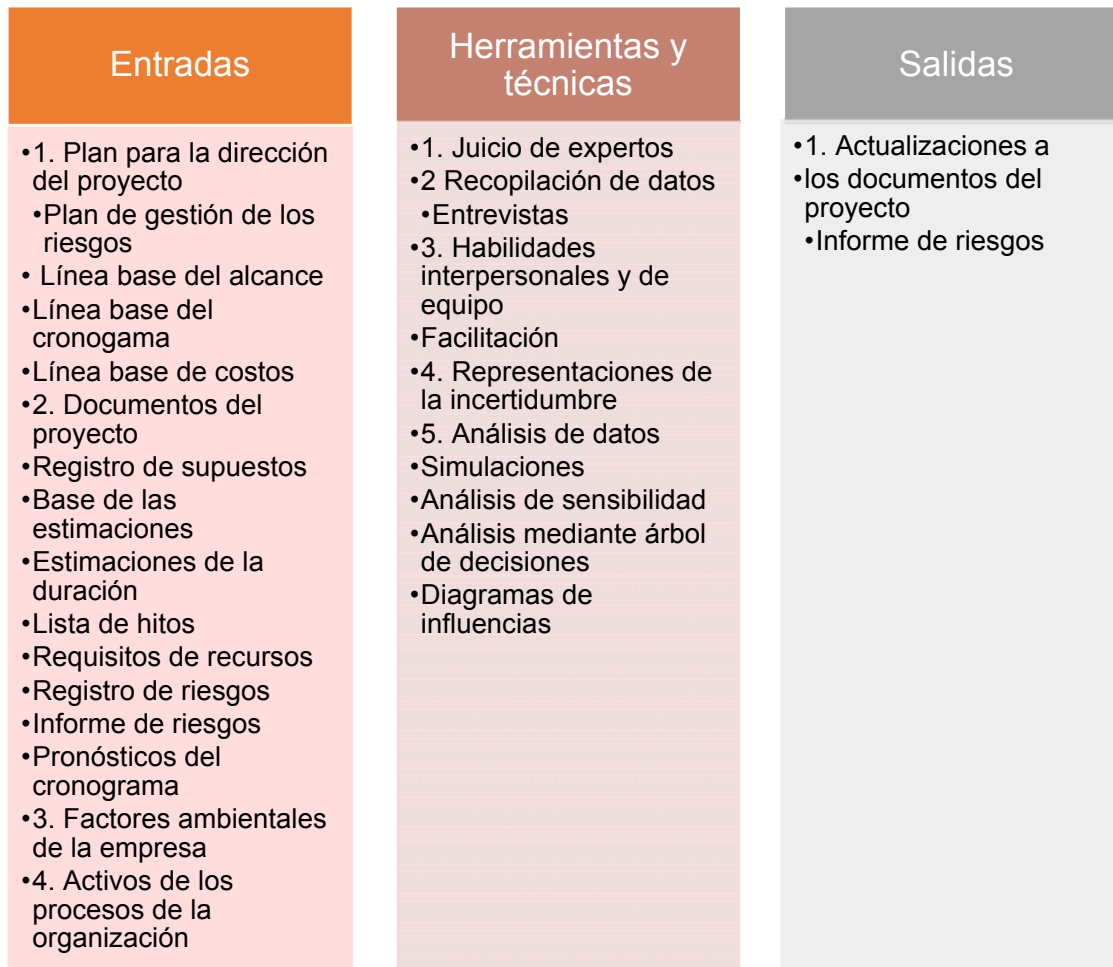 Entradas
•1. Plan para la dirección
del proyecto
•Plan de gestión de los
riesgos
• Línea base del alcance
•Línea base del
cronogama
•Línea base de costos
•2. Documentos del
proyecto
•Registro de supuestos
•Base de las
estimaciones
•Estimaciones de la
duración
•Lista de hitos
•Requisitos de recursos
•Registro de riesgos
•Informe de riesgos
•Pronósticos del
cronograma
•3. Factores ambientales
de la empresa
•4. Activos de los
procesos de la
organización
Herramientas y
técnicas
•1. Juicio de expertos
•2 Recopilación de datos
•Entrevistas
•3. Habilidades
interpersonales y de
equipo
•Facilitación
•4. Representaciones de
la incertidumbre
•5. Análisis de datos
•Simulaciones
•Análisis de sensibilidad
•Análisis mediante árbol
de decisiones
•Diagramas de
influencias
Salidas
•1. Actualizaciones a
•los documentos del
proyecto
•Informe de riesgos